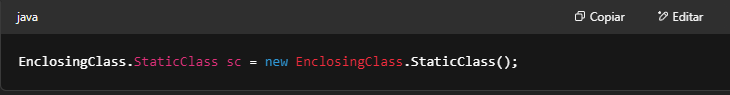 java
Copiar
Editar
EnclosingClass.StaticClass sc = new EnclosingClass.StaticClass();